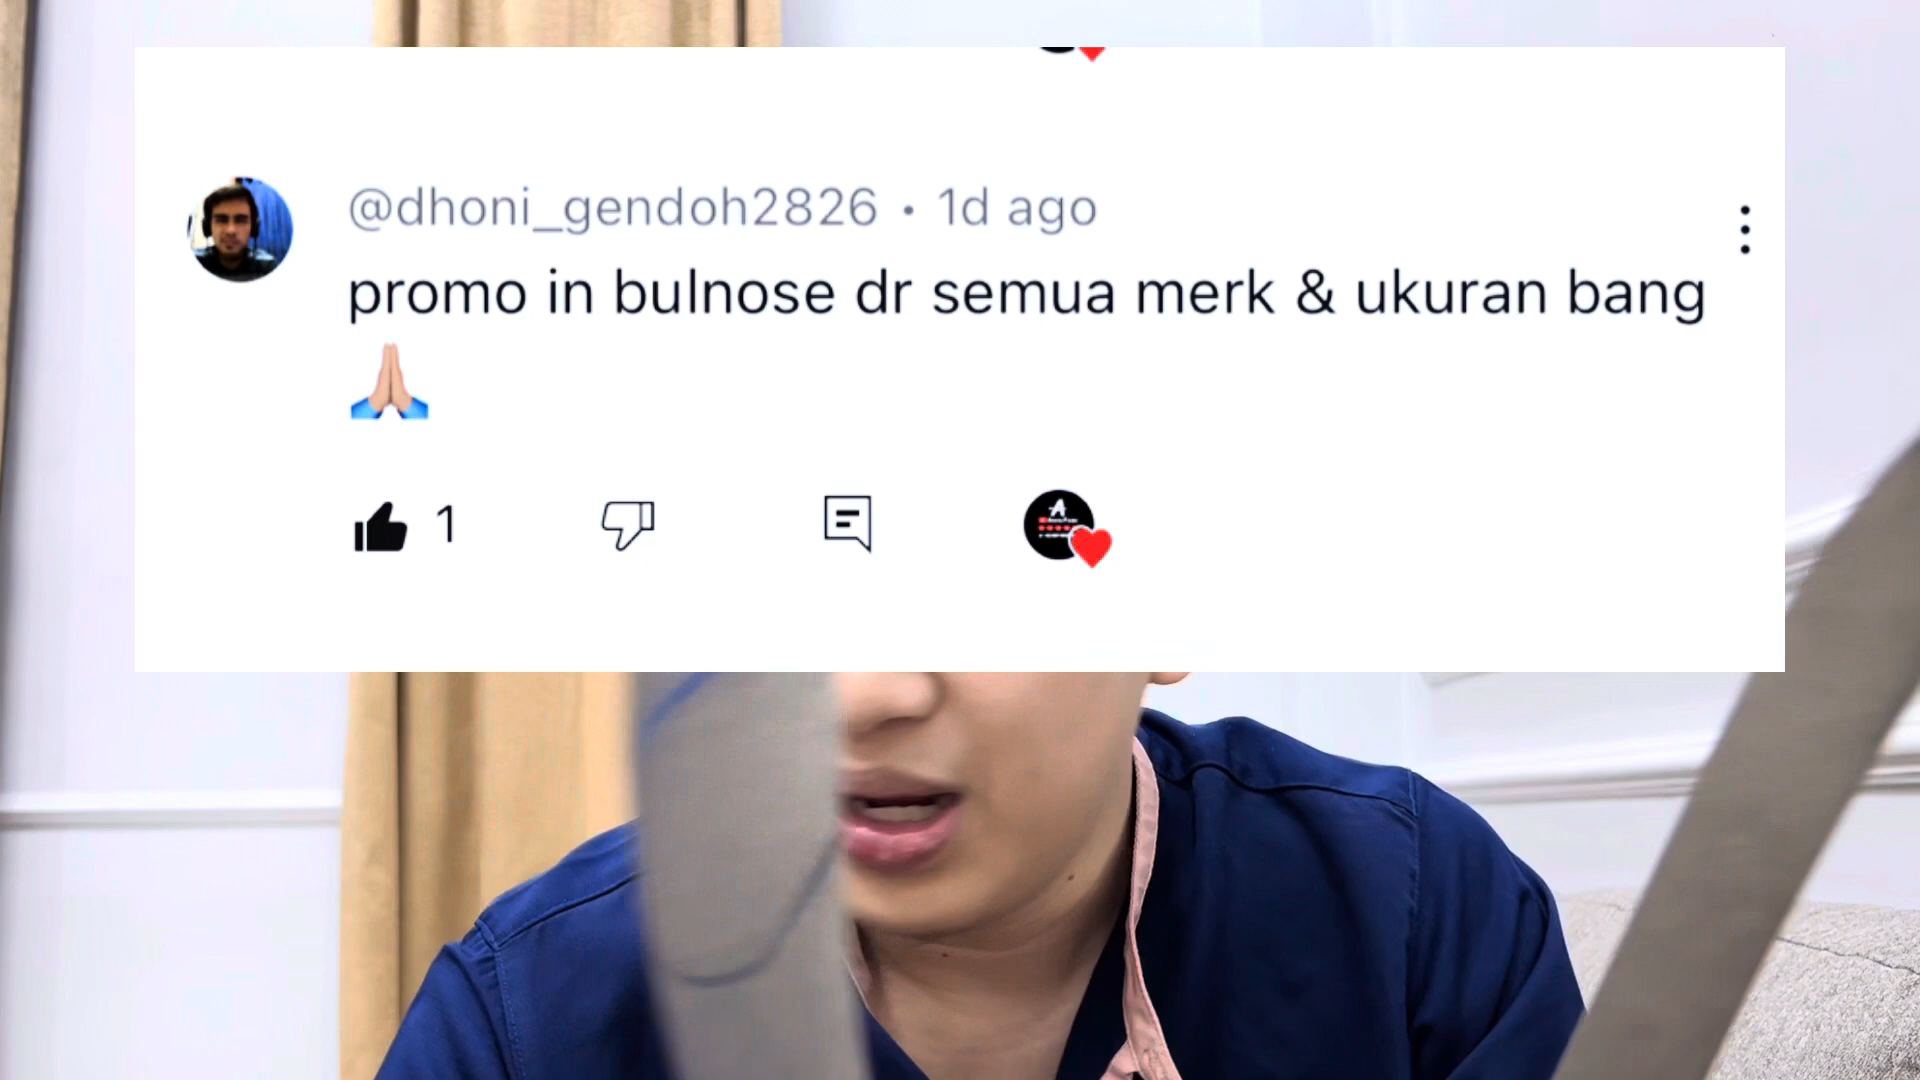 @dhoni_gendoh2826 • 1d ago
promo in bulnose dr semua merk & ukuran bang
🙏🏼
1